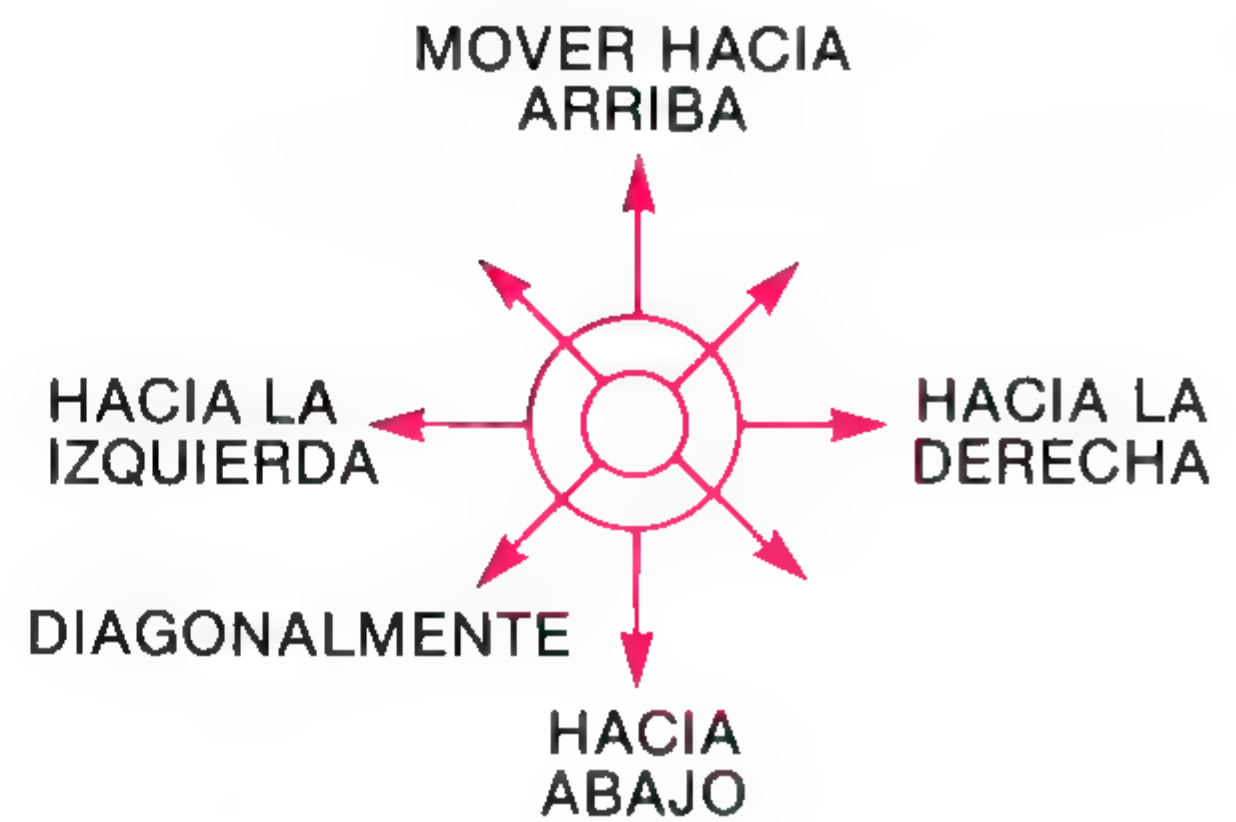 MOVER HACIA
ARRIBA
HACIA LA
IZQUIERDA
HACIA LA
DERECHA
DIAGONALMENTE
HACIA
ABAJO